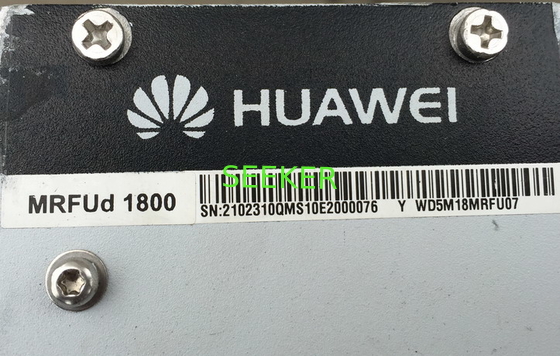 HUAWEI
SEEKER
MRFUd 1800
SN:2102310QMS10E2000076 Y WD5M18MRFU07